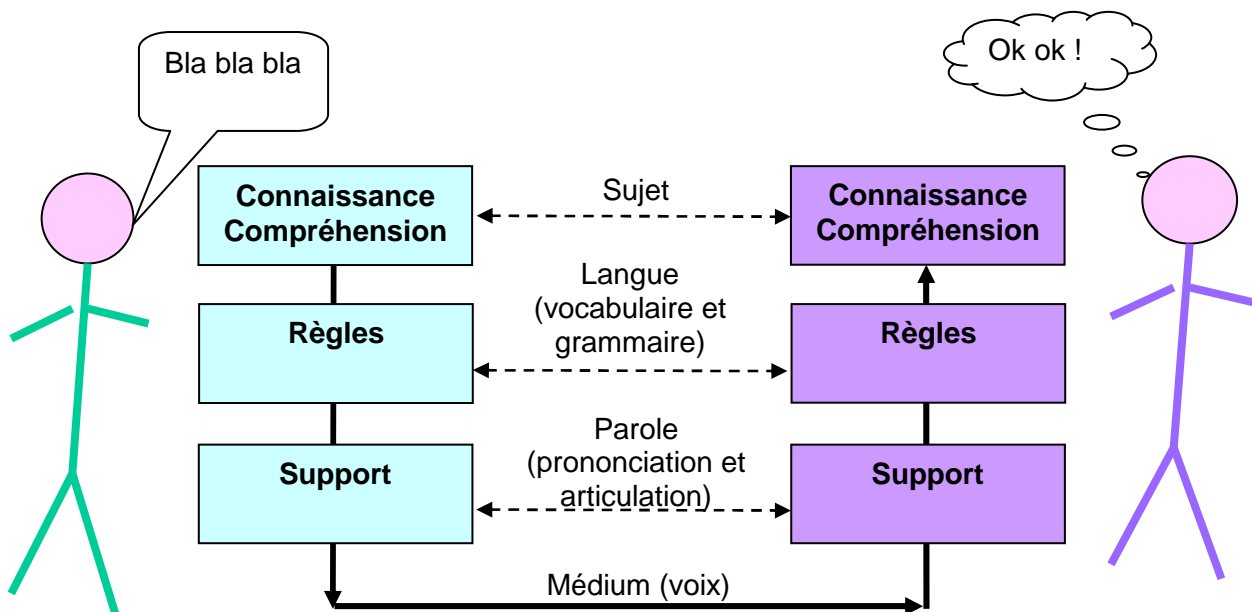 Bla bla bla
Ok ok !
Connaissance
Compréhension
Sujet
Connaissance
Compréhension
Langue
(vocabulaire et
grammaire)
Règles
Règles
Parole
(prononciation et
articulation)
Support
Support
Médium (voix)